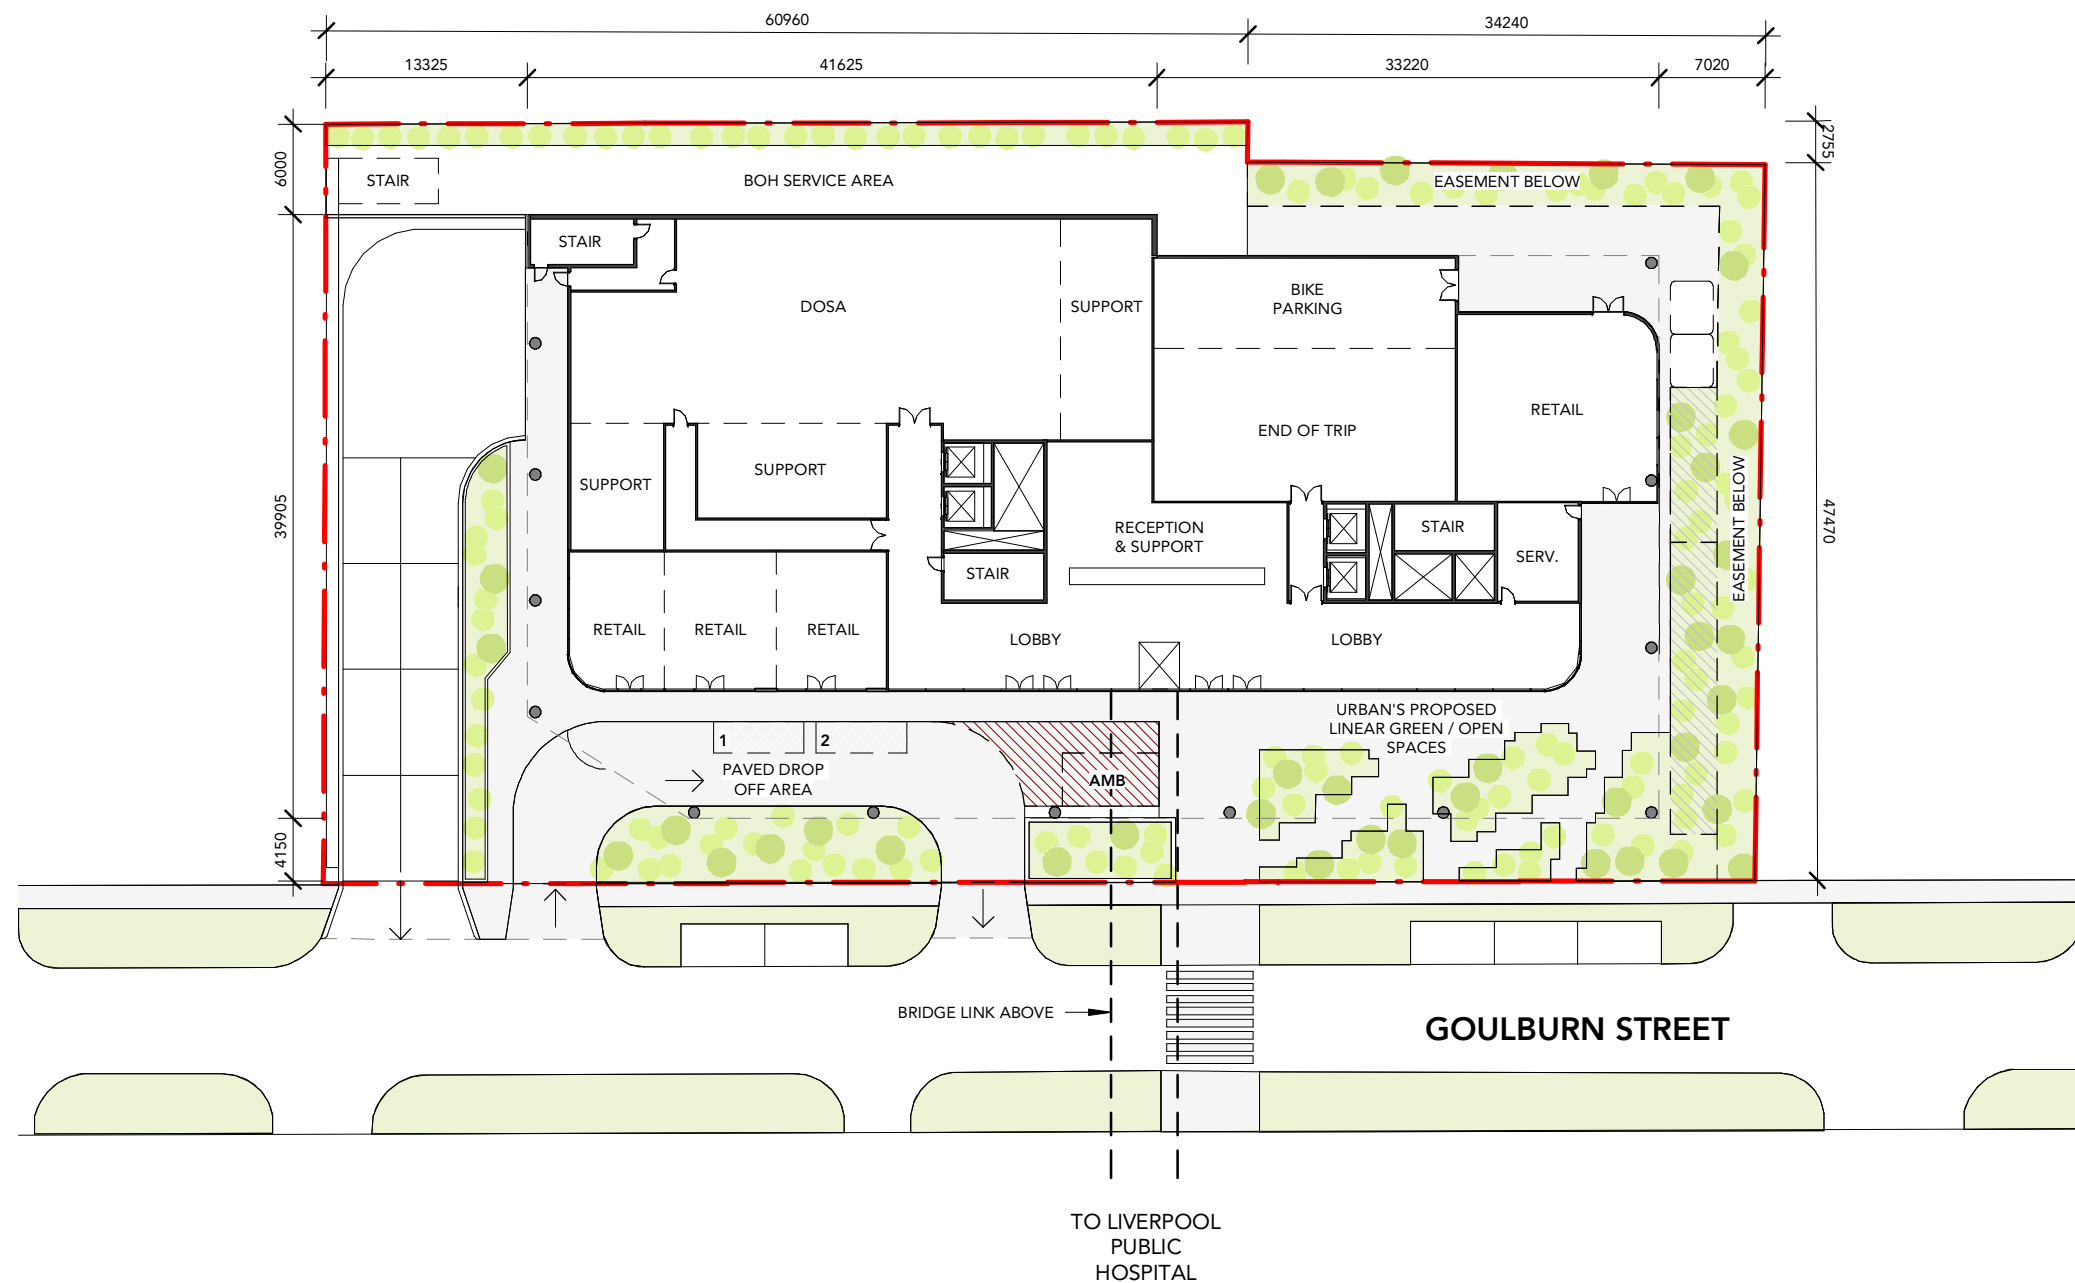 60960
34240
13325
41625
33220
7020
2755
6000
STAIR
BOH SERVICE AREA
EASEMENT BELOW
STAIR
DOSA
SUPPORT
BIKE
PARKING
RETAIL
END OF TRIP
SUPPORT
SUPPORT
39905
47470
EASEMENT BELOW
RECEPTION
& SUPPORT
STAIR
SERV.
STAIR
RETAIL
RETAIL
RETAIL
LOBBY
LOBBY
URBAN'S PROPOSED
LINEAR GREEN / OPEN
SPACES
1
2
PAVED DROP
OFF AREA
AMB
4150
BRIDGE LINK ABOVE
GOULBURN STREET
TO LIVERPOOL
PUBLIC
HOSPITAL